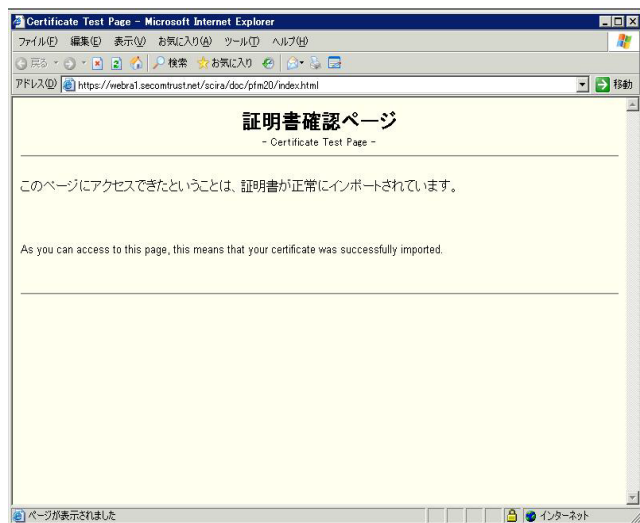 Certificate Test Page - Microsoft Internet Explorer
ファイル(F) 編集(E) 表示(V) お気に入り(A) ツール(T) ヘルプ(H)
戻る 検索 お気に入り
アドレス(D) https://webra1.secomtrust.net/scira/doc/pfm20/index.html 移動
証明書確認ページ
- Certificate Test Page -
このページにアクセスできたということは、証明書が正常にインポートされています。
As you can access to this page, this means that your certificate was successfully imported.
ページが表示されました インターネット